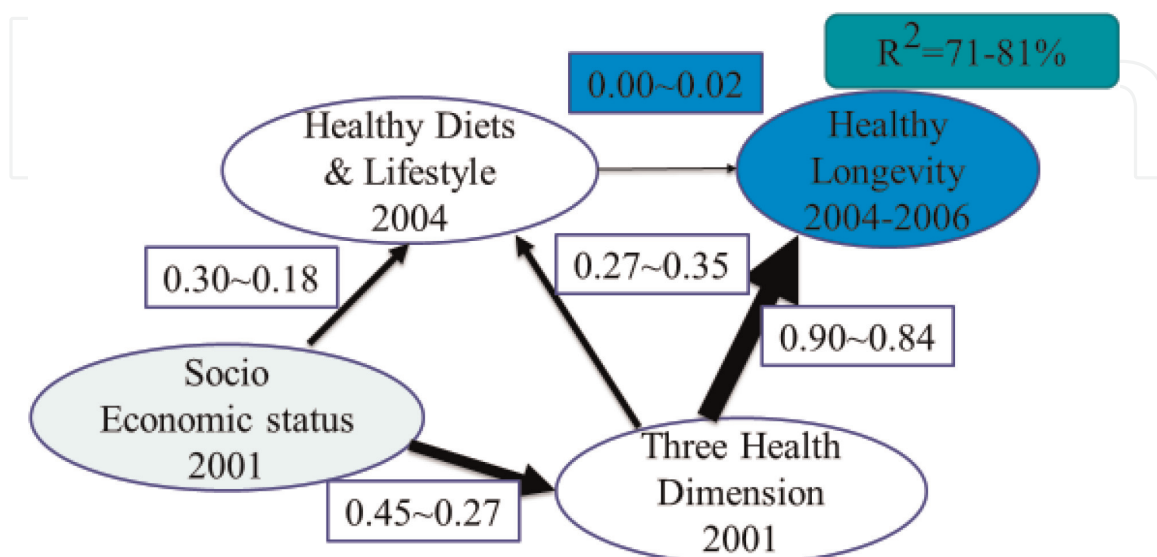 R²=71-81%
0.00~0.02
Healthy Diets
& Lifestyle
2004
Healthy
Longevity
2004-2006
0.30~0.18
0.27~0.35
0.90~0.84
Socio
Economic status
2001
Three Health
Dimension
2001
0.45~0.27